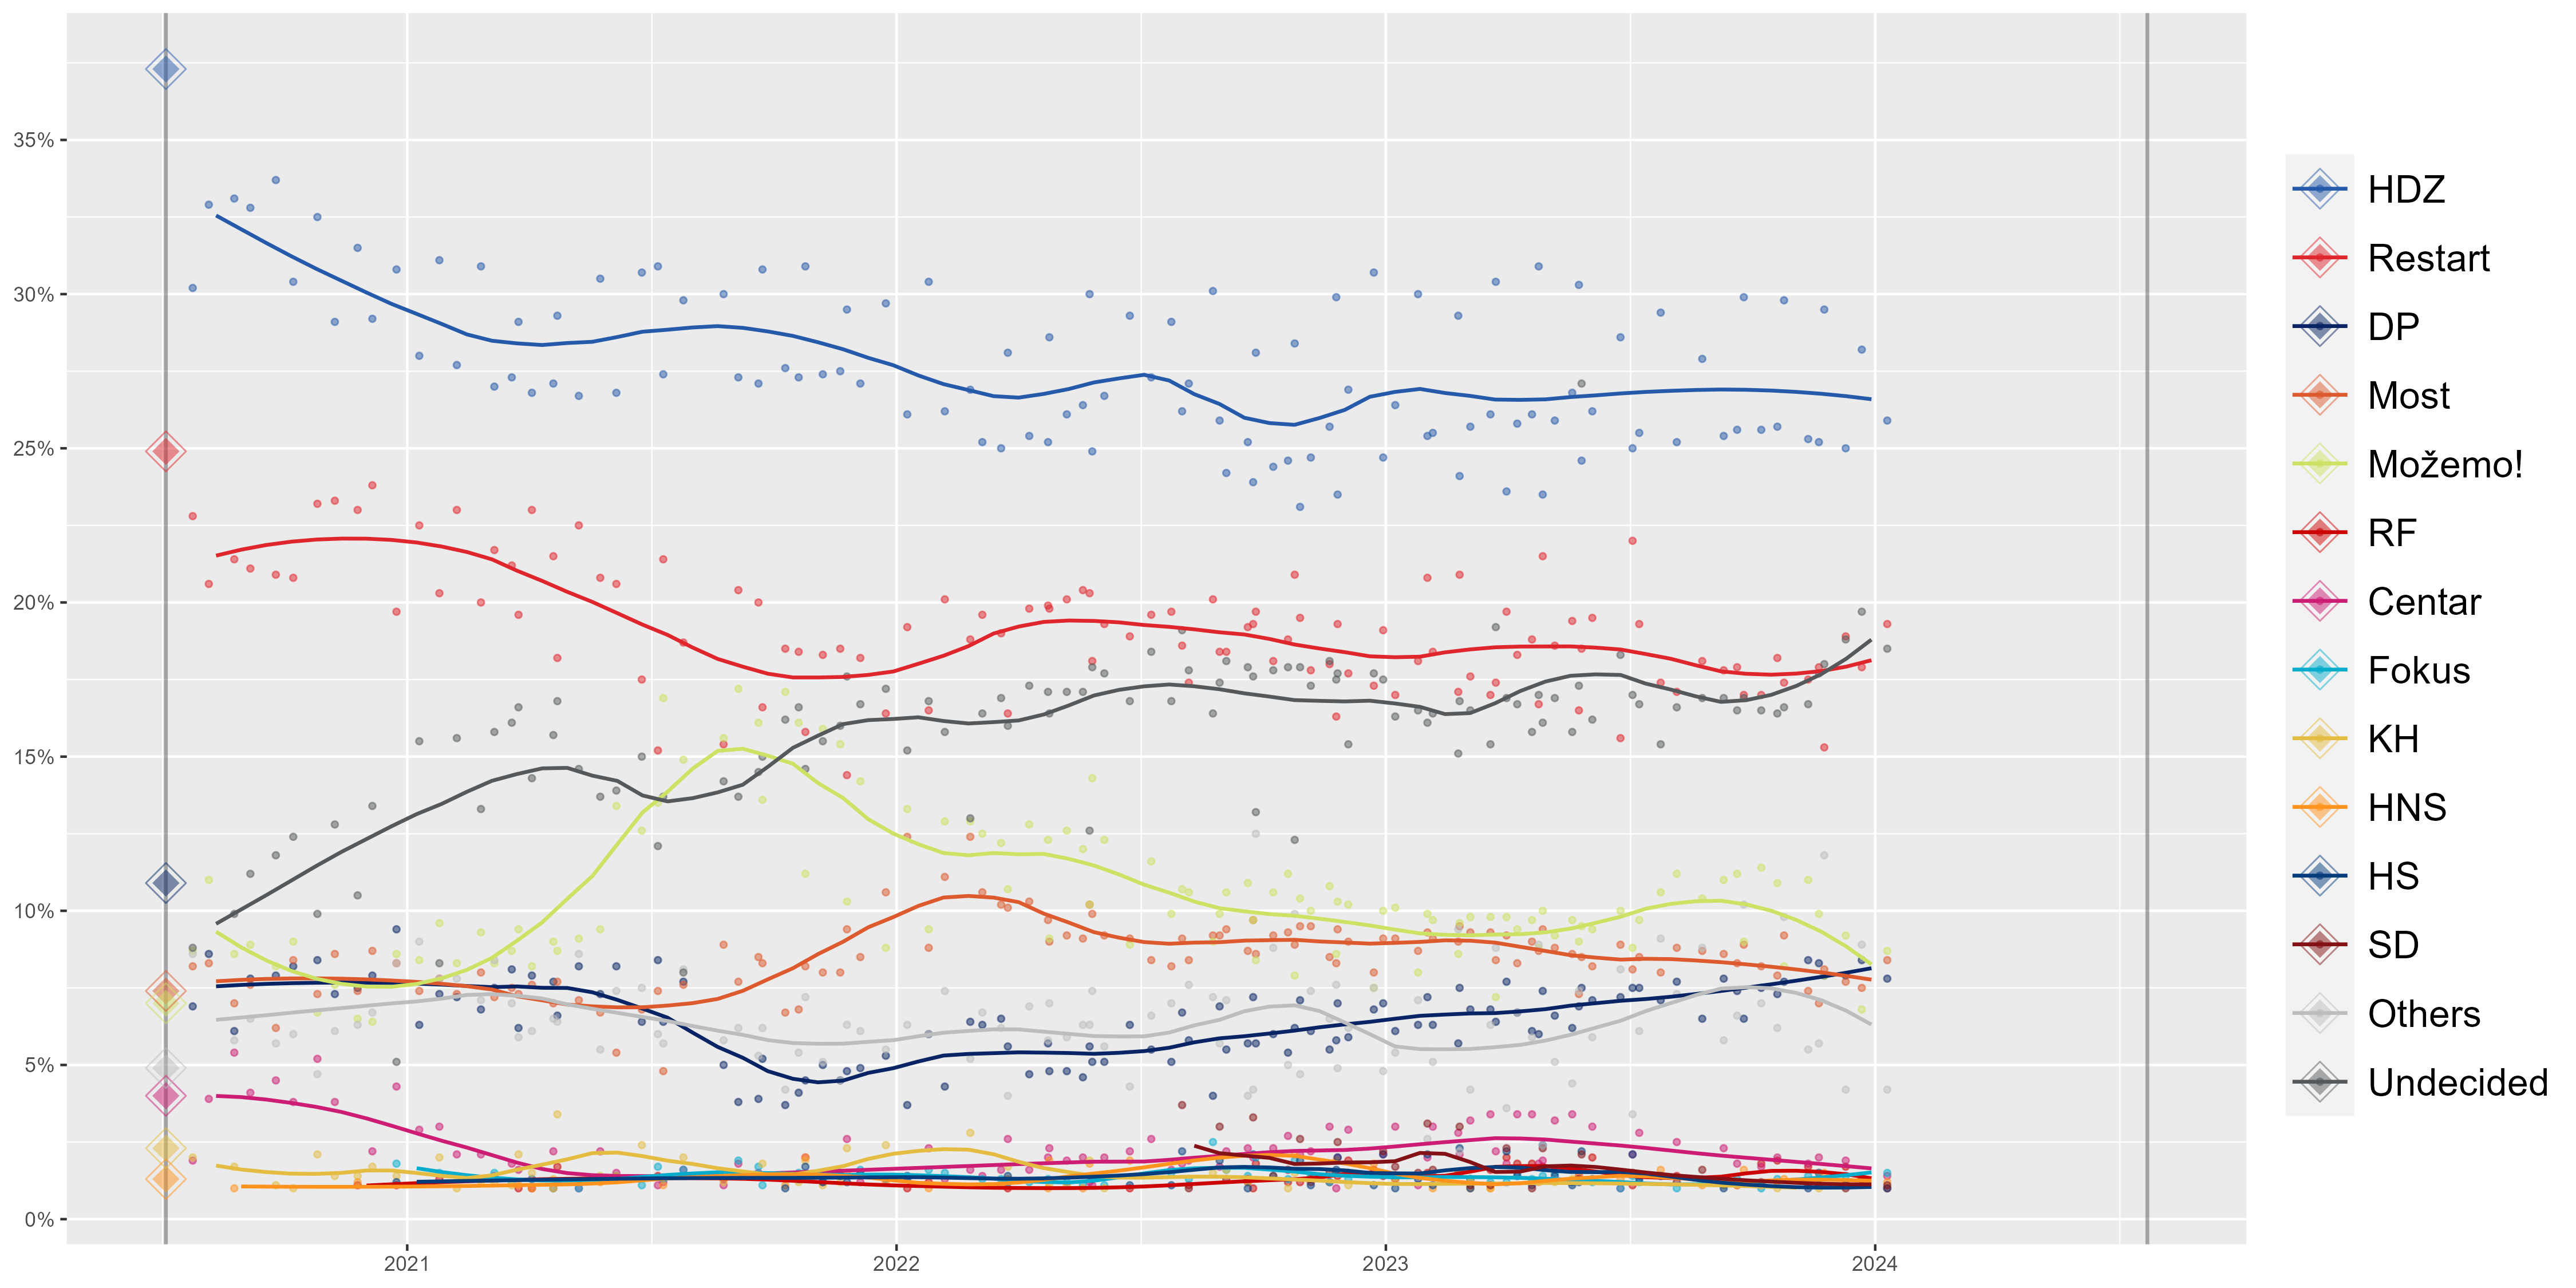 35%
30%
25%
20%
15%
10%
5%
0%
2021
2022
2023
2024
HDZ
Restart
DP
Most
Možemo!
RF
Centar
Fokus
KH
HNS
HS
SD
Others
Undecided